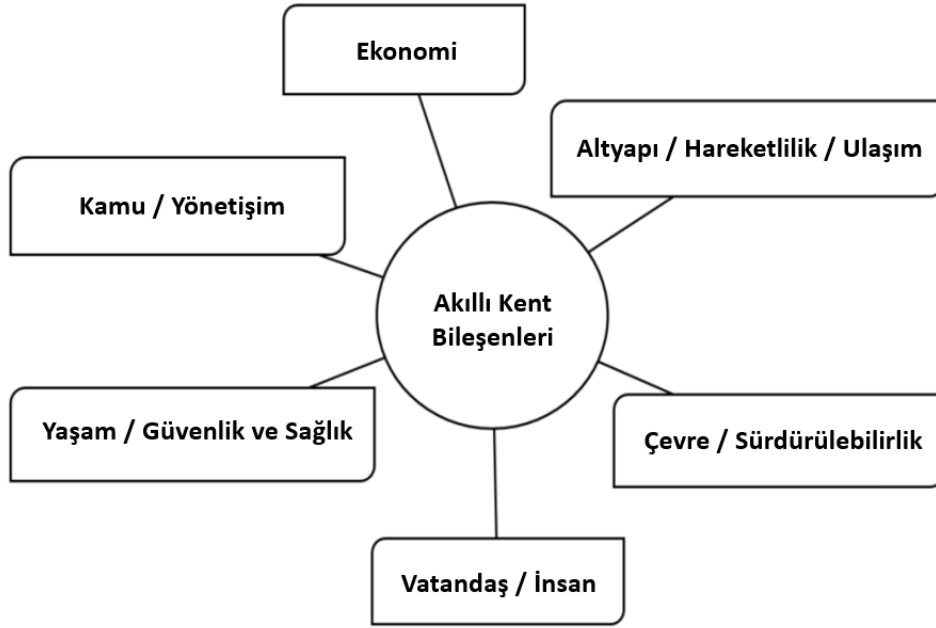 Ekonomi
Altyapı / Hareketlilik / Ulaşım
Kamu / Yönetişim
Akıllı Kent
Bileşenleri
Yaşam / Güvenlik ve Sağlık
Çevre / Sürdürülebilirlik
Vatandaş / İnsan